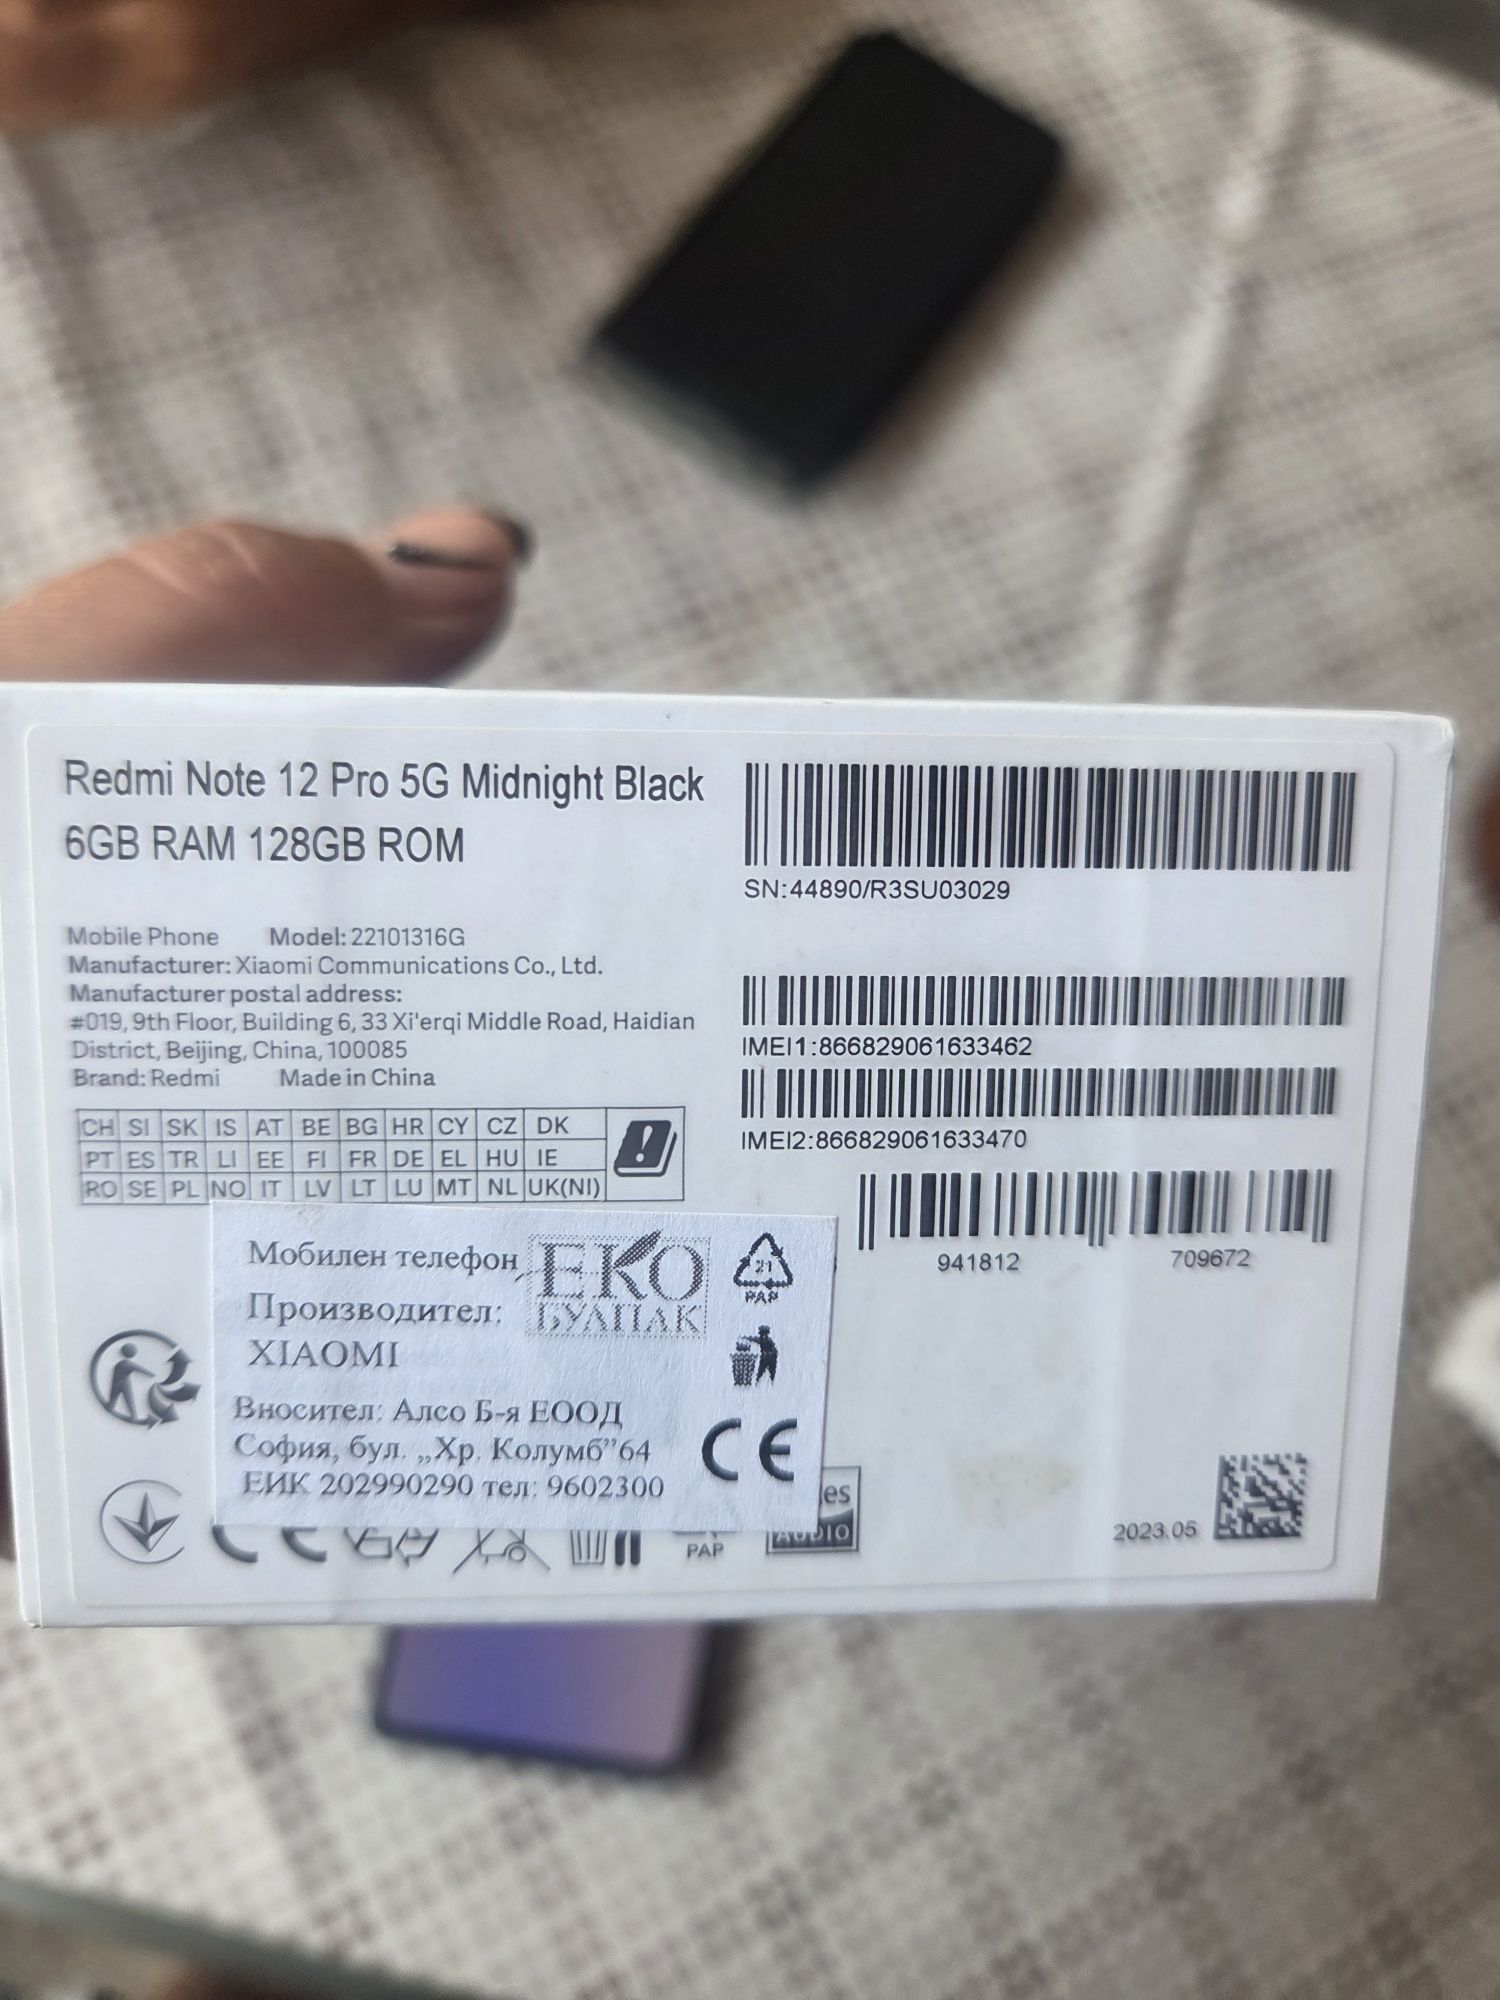 Redmi Note 12 Pro 5G Midnight Black
6GB RAM 128GB ROM
Mobile Phone Model: 22101316G
Manufacturer: Xiaomi Communications Co., Ltd.
Manufacturer postal address:
#019, 9th Floor, Building 6, 33 Xi'erqi Middle Road, Haidian
District, Beijing, China, 100085
Brand: Redmi Made in China
CH SI SK IS AT BE BG HR CY CZ DK
PT ES TR LI EE FI FR DE EL HU IE
RO SE PL NO IT LV LT LU MT NL UK(NI)
SN:44890/R3SU03029
IMEI1:866829061633462
IMEI2:866829061633470
941812 709672
Мобилен телефон
Производител:
XIAOMI
Вносител: Алсо Б-я ЕООД
София, бул. „Хр. Колумб”64
ЕИК 202990290 тел: 9602300
ЕКО
БУЛПАК
21
PAP
CE
PAP
AUDIO
2023.05